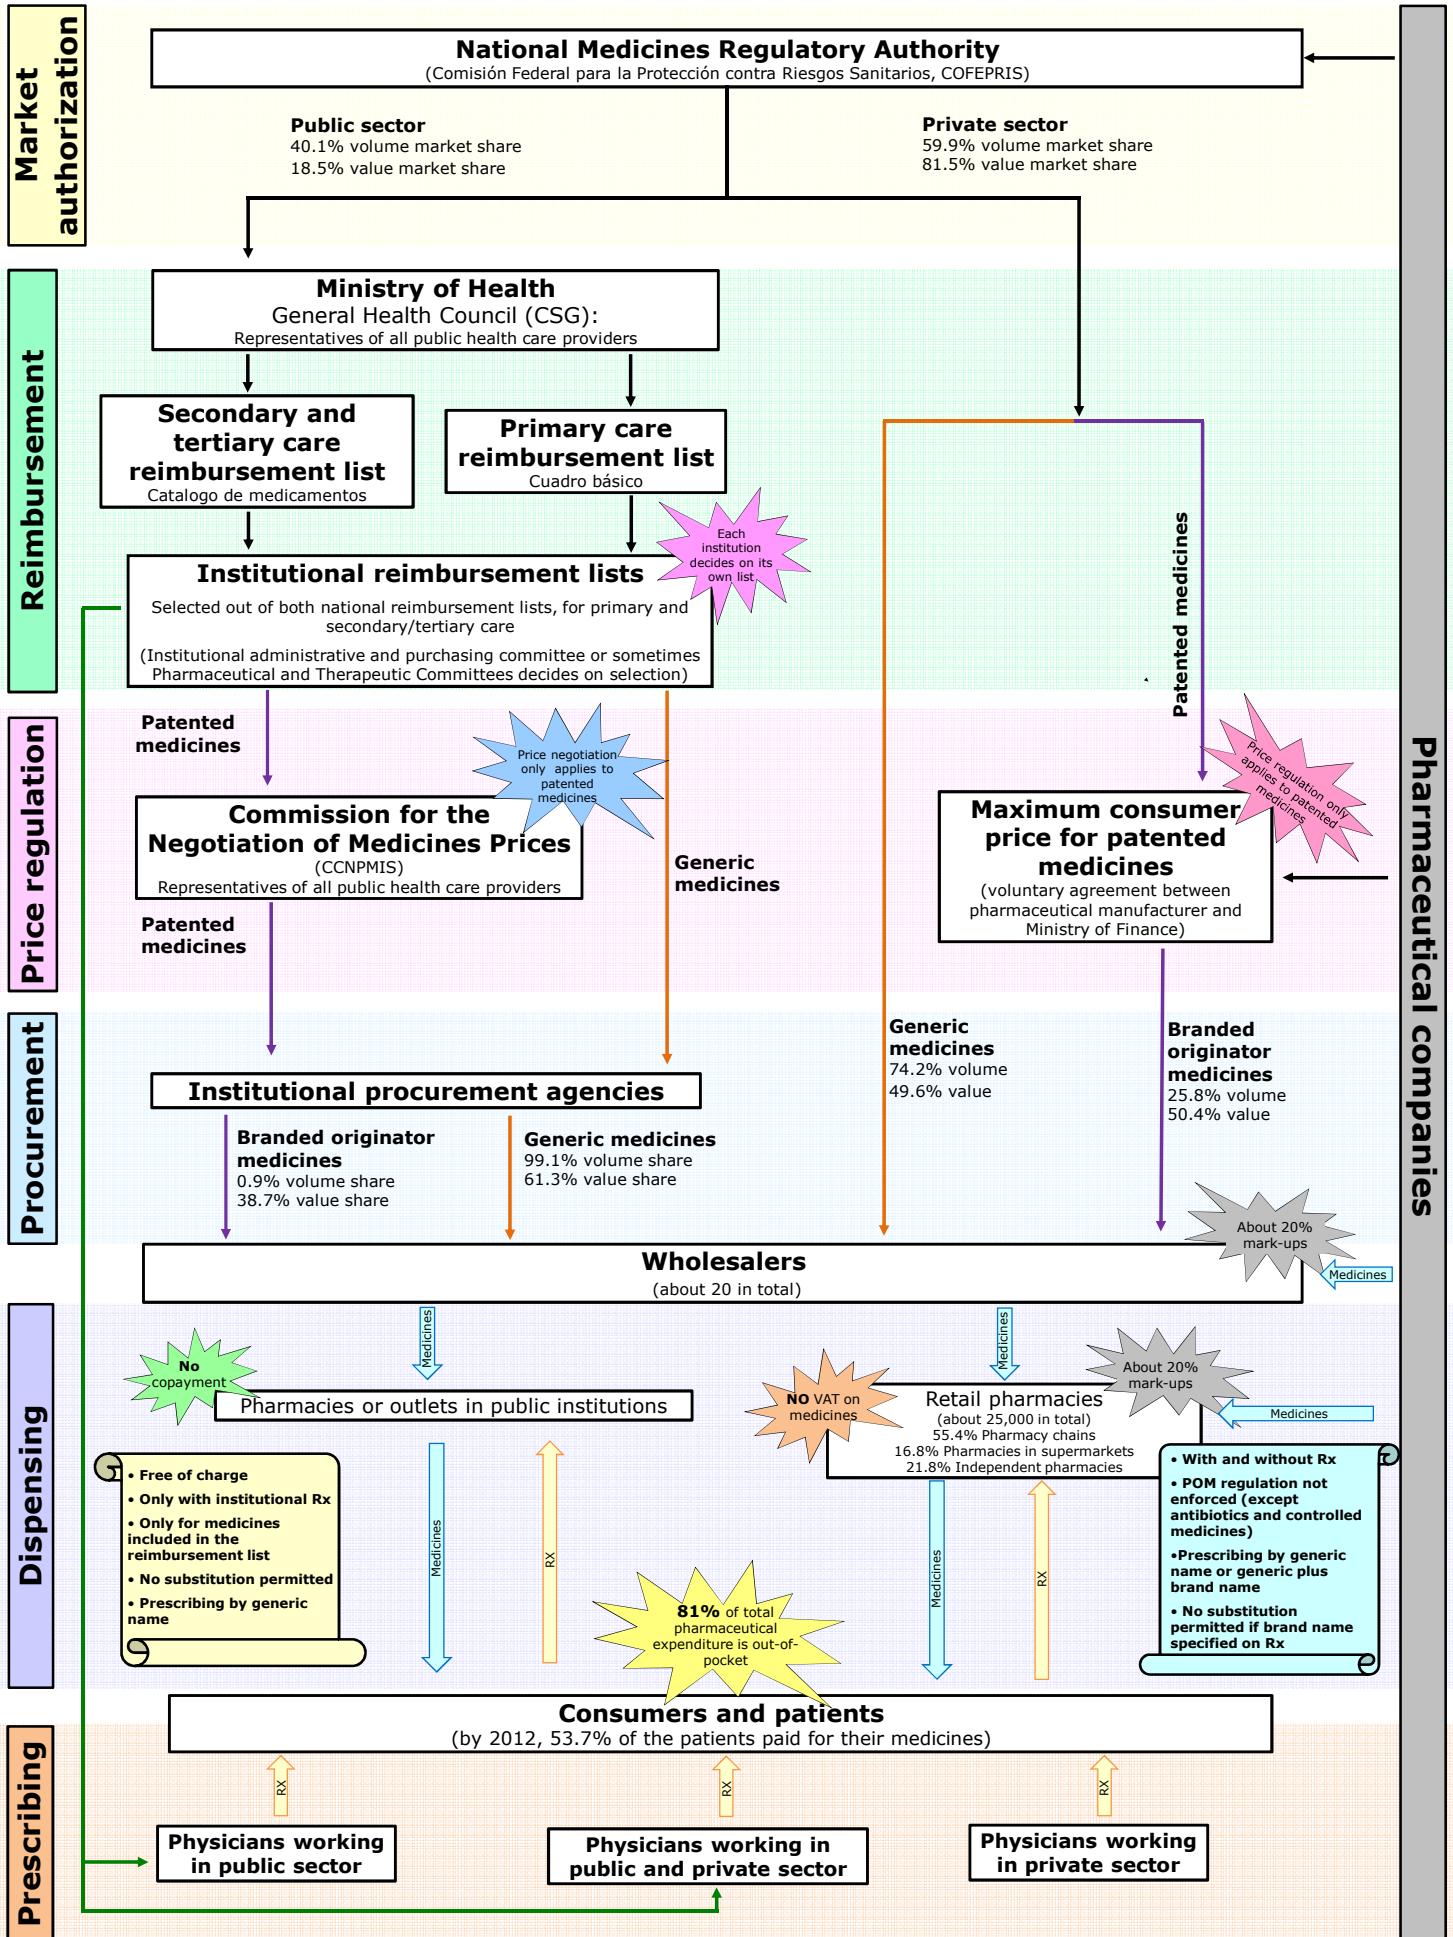 Market
authorization
National Medicines Regulatory Authority
(Comisión Federal para la Protección contra Riesgos Sanitarios, COFEPRIS)
Public sector
40.1% volume market share
18.5% value market share
Private sector
59.9% volume market share
81.5% value market share
Pharmaceutical companies
Reimbursement
Ministry of Health
General Health Council (CSG):
Representatives of all public health care providers
Secondary and
tertiary care
reimbursement list
Catalogo de medicamentos
Primary care
reimbursement list
Cuadro básico
Each
institution
decides on its
own list
Institutional reimbursement lists
Selected out of both national reimbursement lists, for primary and
secondary/tertiary care
(Institutional administrative and purchasing committee or sometimes
Pharmaceutical and Therapeutic Committees decides on selection)
Patented medicines
Price regulation
Patented
medicines
Price negotiation
only applies to
patented
medicines
Commission for the
Negotiation of Medicines Prices
(CCNPMIS)
Representatives of all public health care providers
Generic
medicines
Patented
medicines
Price regulation only
applies to patented
medicines
Maximum consumer
price for patented
medicines
(voluntary agreement between
pharmaceutical manufacturer and
Ministry of Finance)
Procurement
Institutional procurement agencies
Branded originator
medicines
0.9% volume share
38.7% value share
Generic medicines
99.1% volume share
61.3% value share
Generic
medicines
74.2% volume
49.6% value
Branded
originator
medicines
25.8% volume
50.4% value
About 20%
mark-ups
Wholesalers
(about 20 in total)
Medicines
Dispensing
Medicines
Medicines
No
copayment
Pharmacies or outlets in public institutions
NO VAT on
medicines
Retail pharmacies
(about 25,000 in total)
55.4% Pharmacy chains
16.8% Pharmacies in supermarkets
21.8% Independent pharmacies
About 20%
mark-ups
Medicines
• Free of charge
• Only with institutional Rx
• Only for medicines
included in the
reimbursement list
• No substitution permitted
• Prescribing by generic
name
Medicines
RX
Medicines
RX
• With and without Rx
• POM regulation not
enforced (except
antibiotics and controlled
medicines)
•Prescribing by generic
name or generic plus
brand name
• No substitution
permitted if brand name
specified on Rx
81% of total
pharmaceutical
expenditure is out-of-
pocket
Consumers and patients
(by 2012, 53.7% of the patients paid for their medicines)
Prescribing
RX
RX
RX
Physicians working
in public sector
Physicians working in
public and private sector
Physicians working
in private sector